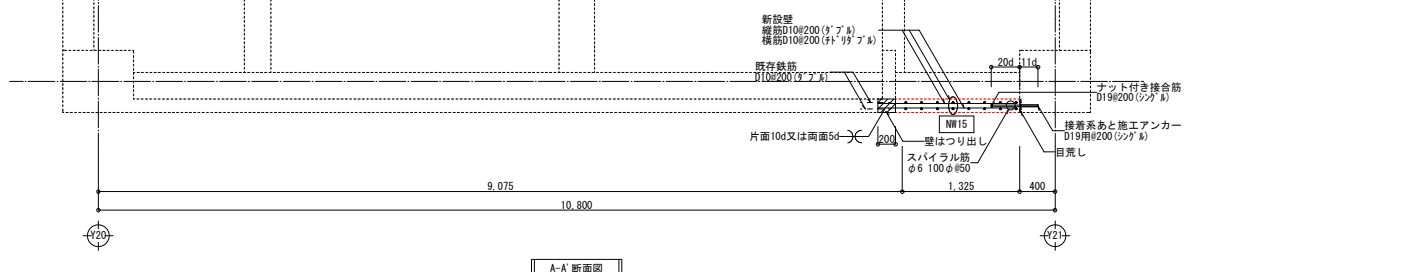 新設壁
縦筋D10@200(ﾀﾞﾌﾞﾙ)
横筋D10@200(ﾁﾄﾞﾘﾀﾞﾌﾞﾙ)
既存鉄筋
D10@200(ﾀﾞﾌﾞﾙ)
20d
11d
ナット付き接合筋
D19@200(ｼﾝｸﾞﾙ)
NW15
接着系あと施工アンカー
D19用@200(ｼﾝｸﾞﾙ)
片面10d又は両面5d
200
壁はつり出し
目荒し
スパイラル筋
φ6 100φ@50
9,075
1,325
400
10,800
Y20
Y21
A-A' 断面図